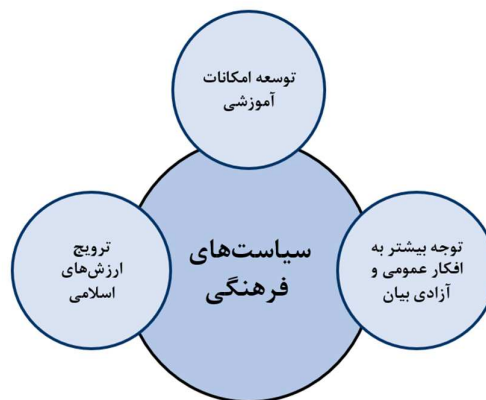 توسعه امکانات
آموزشی
سیاست‌های
فرهنگی
توجه بیشتر به
افکار عمومی و
آزادی بیان
ترویج
ارزش‌های
اسلامی